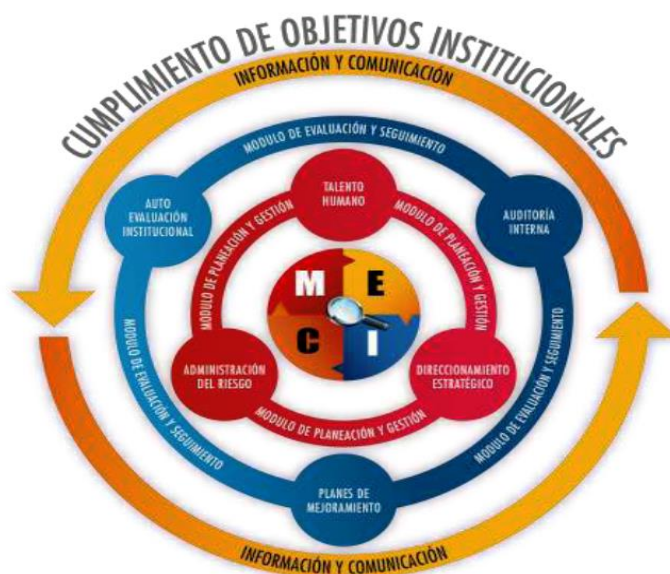 CUMPLIMIENTO DE OBJETIVOS INSTITUCIONALES
INFORMACIÓN Y COMUNICACIÓN
MODULO DE EVALUACIÓN Y SEGUIMIENTO
AUTO
EVALUACIÓN
INSTITUCIONAL
TALENTO
HUMANO
AUDITORÍA
INTERNA
MODULO DE PLANEACIÓN Y GESTIÓN
MODULO DE PLANEACIÓN Y GESTIÓN
M E
C I
MODULO DE EVALUACIÓN Y SEGUIMIENTO
MODULO DE EVALUACIÓN Y SEGUIMIENTO
ADMINISTRACIÓN
DEL RIESGO
DIRECCIONAMIENTO
ESTRATÉGICO
MODULO DE PLANEACIÓN Y GESTIÓN
PLANES DE
MEJORAMIENTO
INFORMACIÓN Y COMUNICACIÓN